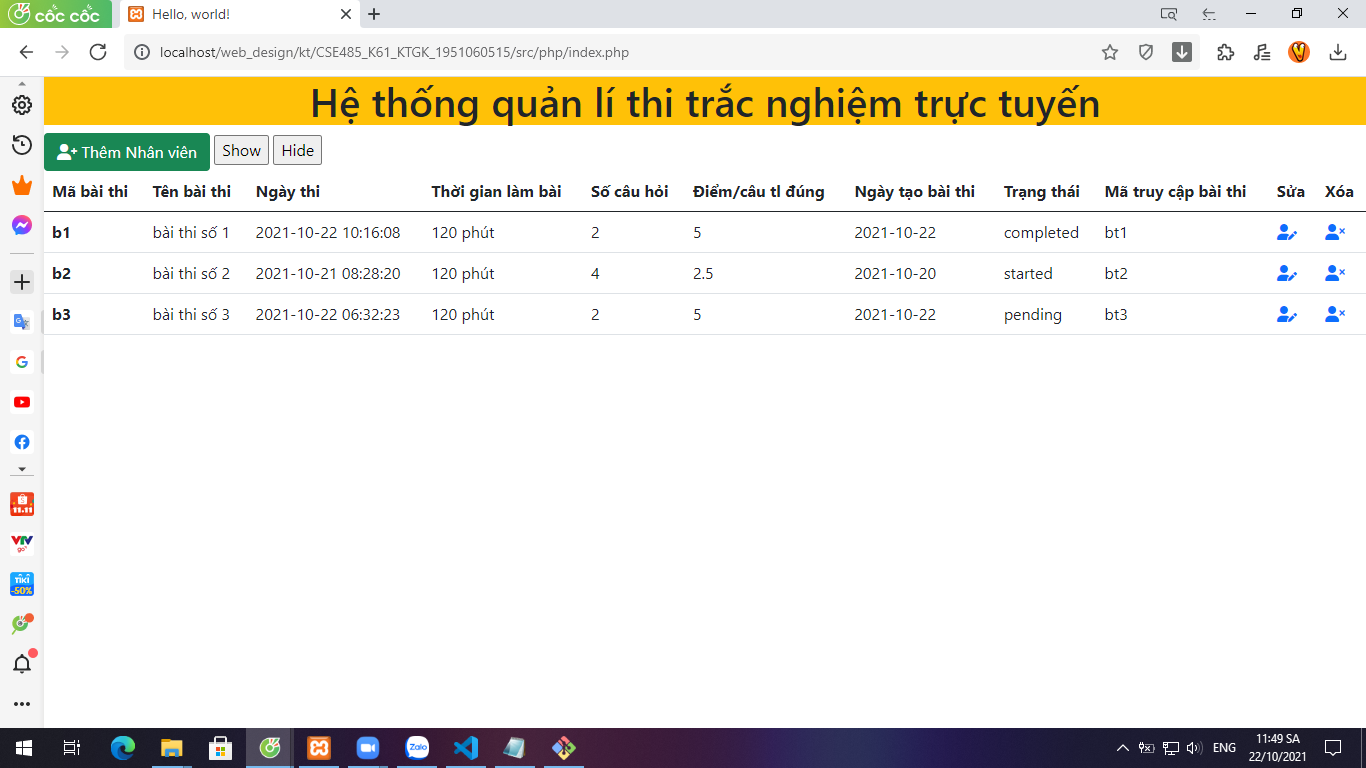 cốc cốc
Hello, world!
localhost/web_design/kt/CSE485_K61_KTGK_1951060515/src/php/index.php
Hệ thống quản lí thi trắc nghiệm trực tuyến
Thêm Nhân viên Show Hide
Mã bài thi Tên bài thi Ngày thi Thời gian làm bài Số câu hỏi Điểm/câu tl đúng Ngày tạo bài thi Trạng thái Mã truy cập bài thi Sửa Xóa
b1 bài thi số 1 2021-10-22 10:16:08 120 phút 2 5 2021-10-22 completed bt1
b2 bài thi số 2 2021-10-21 08:28:20 120 phút 4 2.5 2021-10-20 started bt2
b3 bài thi số 3 2021-10-22 06:32:23 120 phút 2 5 2021-10-22 pending bt3
11.11
VTV
go
TIKI
-50%
Zalo
ENG
11:49 SA
22/10/2021